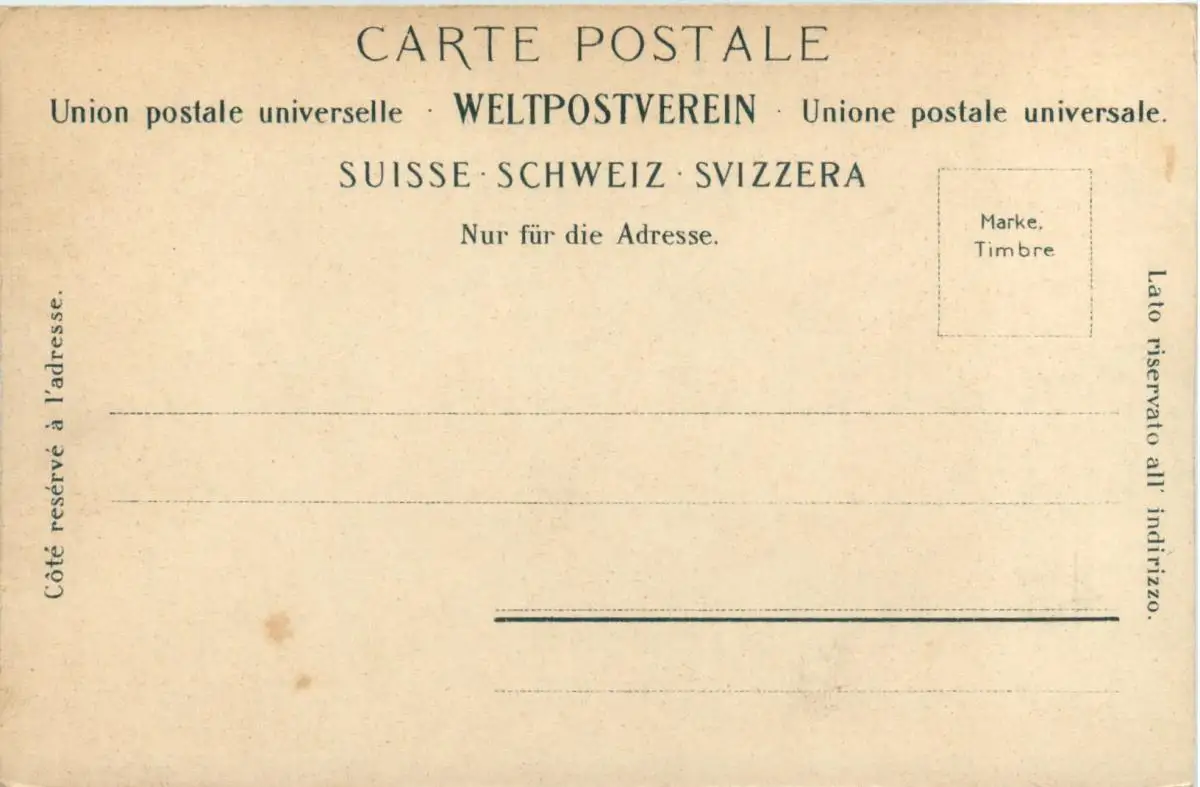 CARTE POSTALE
Union postale universelle · WELTPOSTVEREIN · Unione postale universale.
SUISSE · SCHWEIZ · SVIZZERA
Nur für die Adresse.
Marke.
Timbre
Côté resérvé à l'adresse.
Lato riservato all' indirizzo.